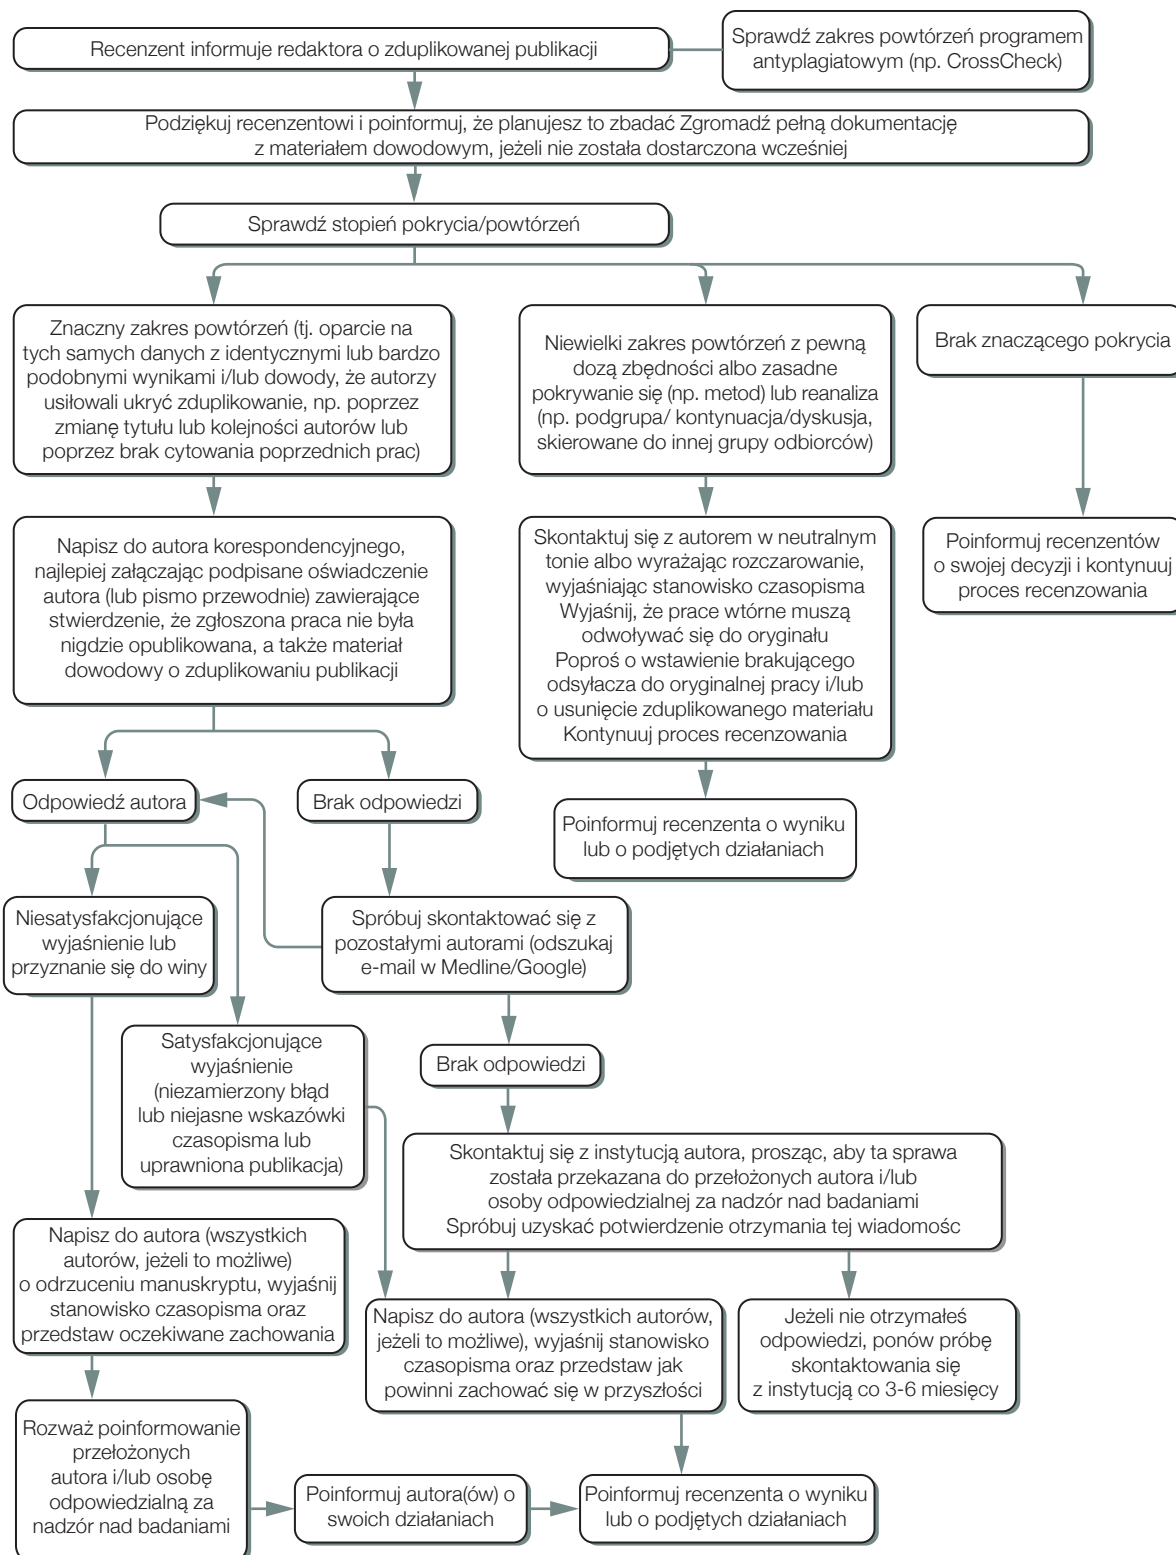 Recenzent informuje redaktora o zduplikowanej publikacji
Sprawdź zakres powtórzeń programem
antyplagiatowym (np. CrossCheck)
Podziękuj recenzentowi i poinformuj, że planujesz to zbadać Zgromadź pełną dokumentację
z materiałem dowodowym, jeżeli nie została dostarczona wcześniej
Sprawdź stopień pokrycia/powtórzeń
Znaczny zakres powtórzeń (tj. oparcie na
tych samych danych z identycznymi lub bardzo
podobnymi wynikami i/lub dowody, że autorzy
usiłowali ukryć zduplikowanie, np. poprzez
zmianę tytułu lub kolejności autorów lub
poprzez brak cytowania poprzednich prac)
Niewielki zakres powtórzeń z pewną
dozą zbędności albo zasadne
pokrywanie się (np. metod) lub reanaliza
(np. podgrupa/ kontynuacja/dyskusja,
skierowane do innej grupy odbiorców)
Brak znaczącego pokrycia
Napisz do autora korespondencyjnego,
najlepiej załączając podpisane oświadczenie
autora (lub pismo przewodnie) zawierające
stwierdzenie, że zgłoszona praca nie była
nigdzie opublikowana, a także materiał
dowodowy o zduplikowaniu publikacji
Skontaktuj się z autorem w neutralnym
tonie albo wyrażając rozczarowanie,
wyjaśniając stanowisko czasopisma
Wyjaśnij, że prace wtórne muszą
odwoływać się do oryginału
Poproś o wstawienie brakującego
odsyłacza do oryginalnej pracy i/lub
o usunięcie zduplikowanego materiału
Kontynuuj proces recenzowania
Poinformuj recenzentów
o swojej decyzji i kontynuuj
proces recenzowania
Odpowiedź autora
Brak odpowiedzi
Poinformuj recenzenta o wyniku
lub o podjętych działaniach
Niesatysfakcjonujące
wyjaśnienie lub
przyznanie się do winy
Spróbuj skontaktować się z
pozostałymi autorami (odszukaj
e-mail w Medline/Google)
Satysfakcjonujące
wyjaśnienie
(niezamierzony błąd
lub niejasne wskazówki
czasopisma lub
uprawniona publikacja)
Brak odpowiedzi
Skontaktuj się z instytucją autora, prosząc, aby ta sprawa
została przekazana do przełożonych autora i/lub
osoby odpowiedzialnej za nadzór nad badaniami
Spróbuj uzyskać potwierdzenie otrzymania tej wiadomośc
Napisz do autora (wszystkich
autorów, jeżeli to możliwe)
o odrzuceniu manuskryptu, wyjaśnij
stanowisko czasopisma oraz
przedstaw oczekiwane zachowania
Napisz do autora (wszystkich autorów,
jeżeli to możliwe), wyjaśnij stanowisko
czasopisma oraz przedstaw jak
powinni zachować się w przyszłości
Jeżeli nie otrzymałeś
odpowiedzi, ponów próbę
skontaktowania się
z instytucją co 3-6 miesięcy
Rozważ poinformowanie
przełożonych
autora i/lub osobę
odpowiedzialną za
nadzór nad badaniami
Poinformuj autora(ów) o
swoich działaniach
Poinformuj recenzenta o wyniku
lub o podjętych działaniach